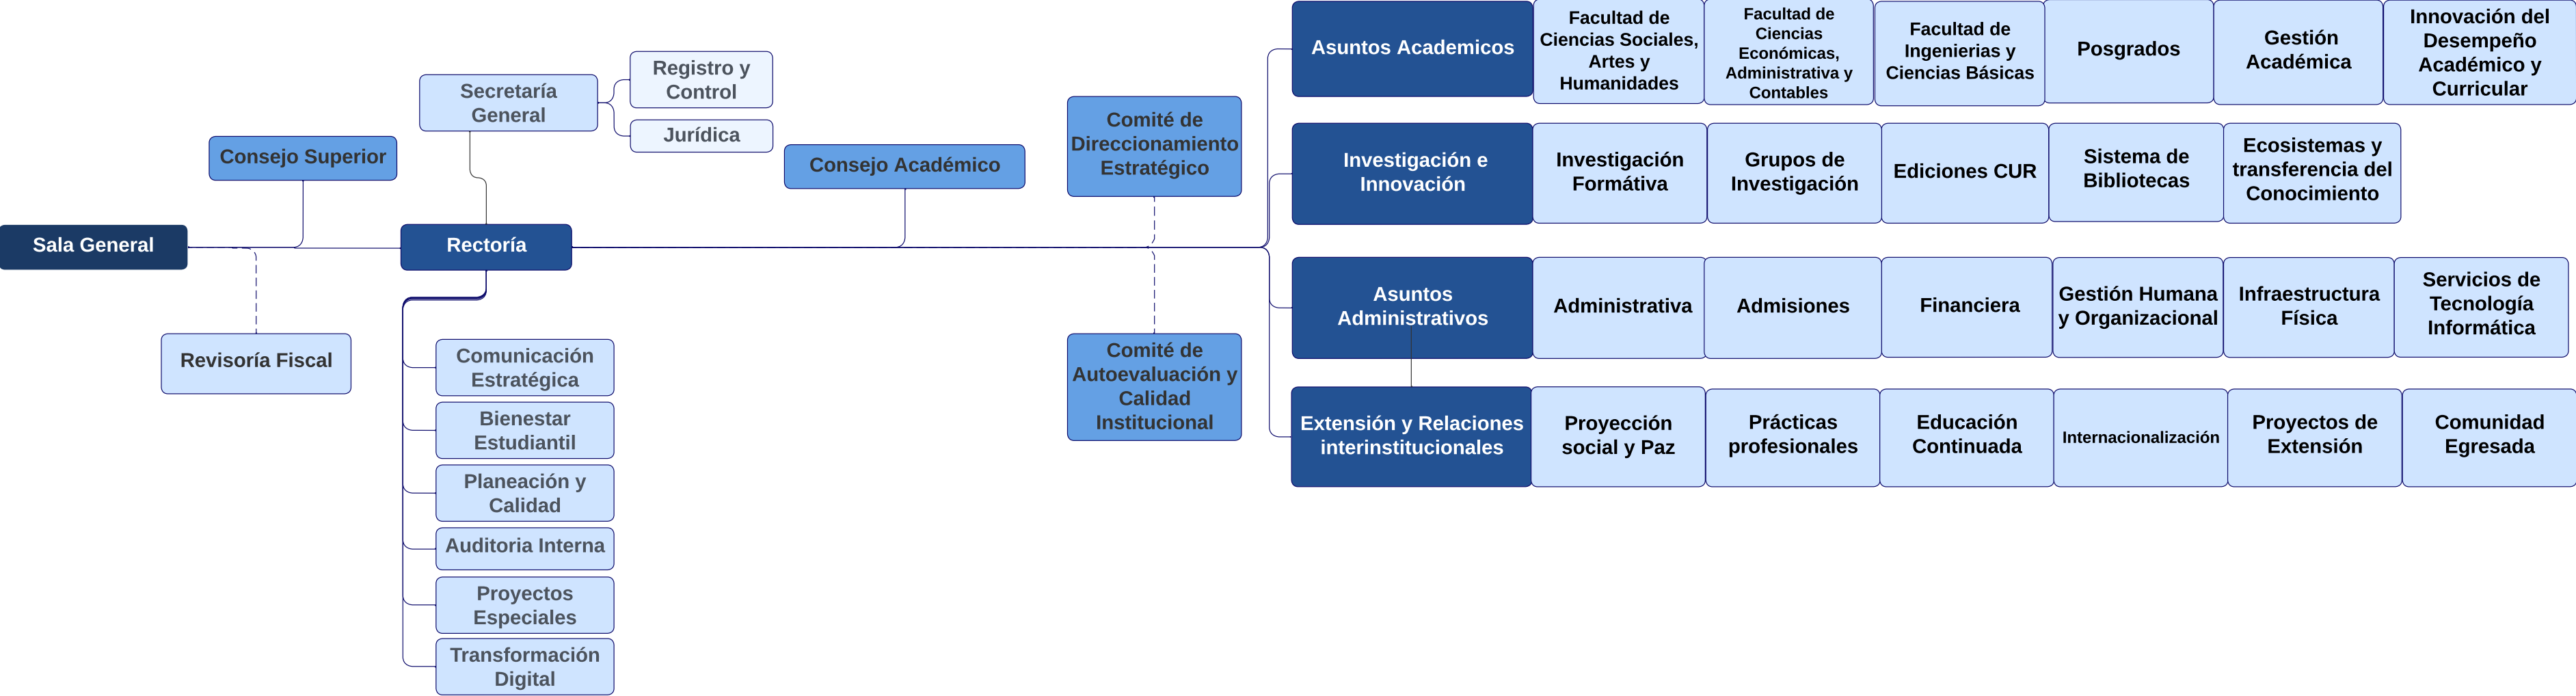 Sala General
Consejo Superior
Revisoría Fiscal
Secretaría
General
Registro y
Control
Jurídica
Rectoría
Comunicación
Estratégica
Bienestar
Estudiantil
Planeación y
Calidad
Auditoria Interna
Proyectos
Especiales
Transformación
Digital
Consejo Académico
Comité de
Direccionamiento
Estratégico
Comité de
Autoevaluación y
Calidad
Institucional
Asuntos Academicos
Facultad de
Ciencias Sociales,
Artes y
Humanidades
Facultad de
Ciencias
Económicas,
Administrativa y
Contables
Facultad de
Ingenierias y
Ciencias Básicas
Posgrados
Gestión
Académica
Innovación del
Desempeño
Académico y
Curricular
Investigación e
Innovación
Investigación
Formátiva
Grupos de
Investigación
Ediciones CUR
Sistema de
Bibliotecas
Ecosistemas y
transferencia del
Conocimiento
Asuntos
Administrativos
Administrativa
Admisiones
Financiera
Gestión Humana
y Organizacional
Infraestructura
Física
Servicios de
Tecnología
Informática
Extensión y Relaciones
interinstitucionales
Proyección
social y Paz
Prácticas
profesionales
Educación
Continuada
Internacionalización
Proyectos de
Extensión
Comunidad
Egresada